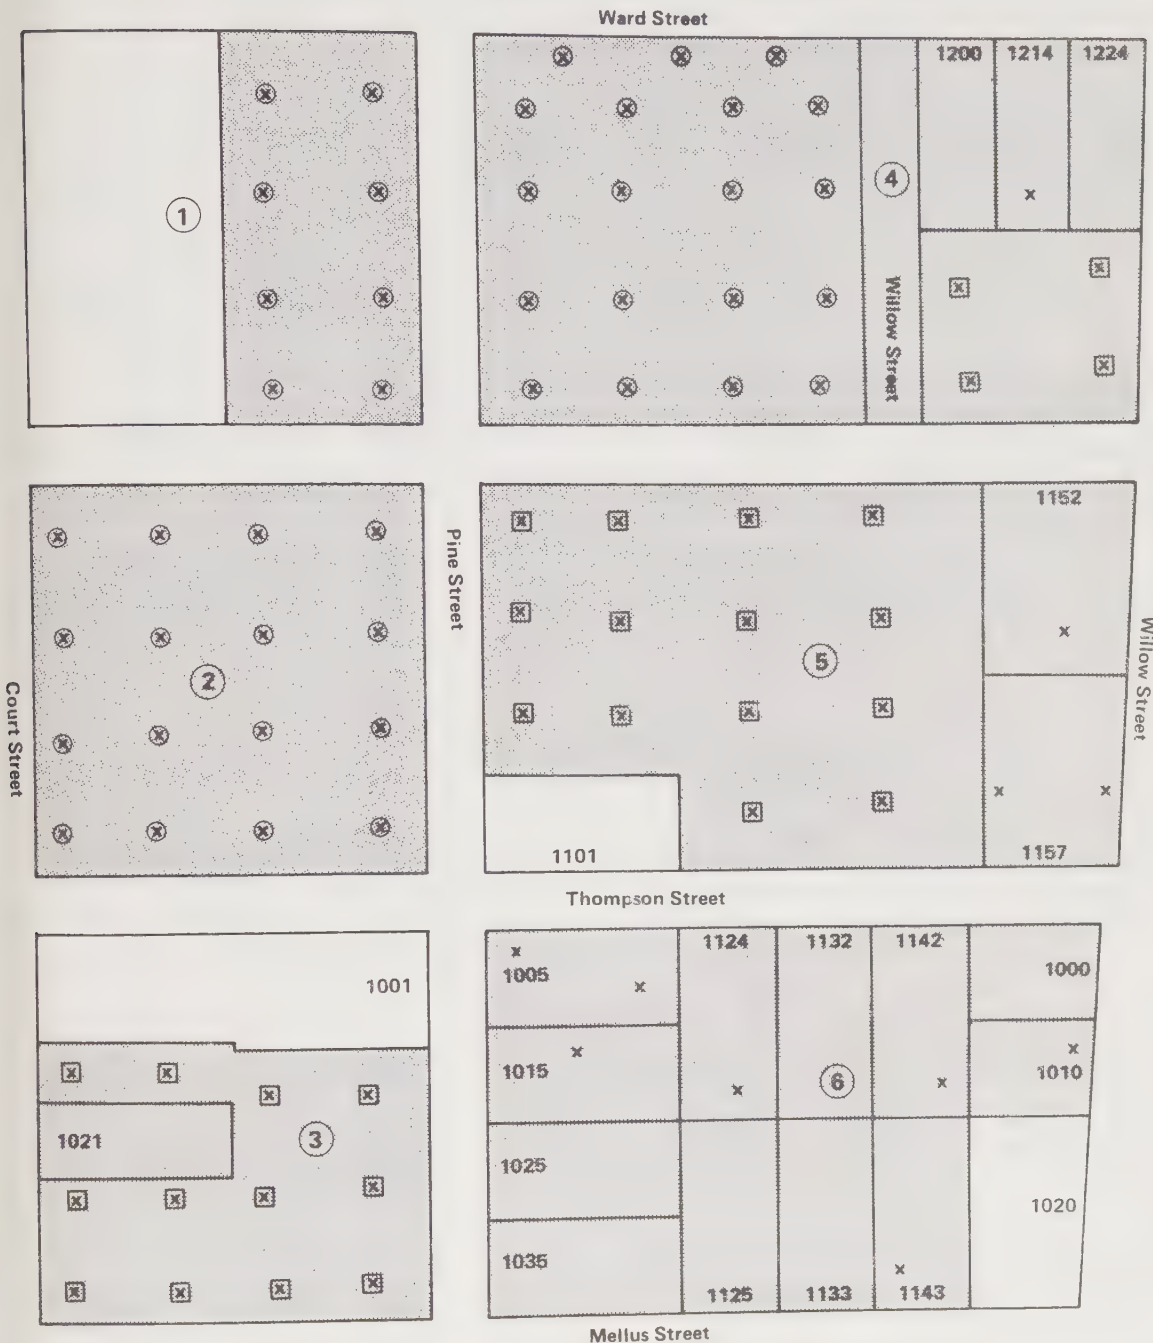 Ward Street
1200 1214 1224
1
4
Willow Street
Court Street
Pine Street
2
5
1152
1157
Willow Street
1101
Thompson Street
1001
1021
3
1005
1015
1025
1035
1124 1132 1142
6
1125 1133 1143
1000
1010
1020
Mellus Street